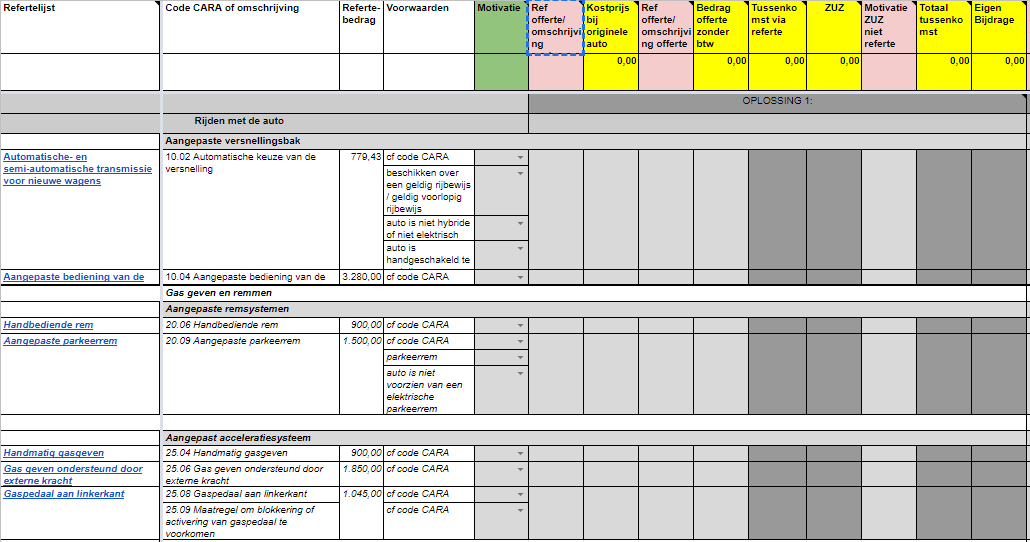 Refertelijst	Code CARA of omschrijving	Referte-	Voorwaarden	Motivatie	Ref	Kostprijs	Ref	Bedrag	Tussenko	ZUZ	Motivatie	Totaal	Eigen
bedrag	offerte/	bij	offerte/	offerte	mst via	ZUZ	tussenko	Bijdrage
omschrijvi	originele	omschrijvi	zonder	referte	niet	mst
ng	auto	ng offerte	btw	referte
0,00	0,00	0,00	0,00	0,00	0,00
OPLOSSING 1:
Rijden met de auto
Aangepaste versnellingsbak
Automatische- en	10.02 Automatische keuze van de	779,43	cf code CARA
semi-automatische transmissie	versnelling	beschikken over
voor nieuwe wagens	een geldig rijbewijs
/ geldig voorlopig
rijbewijs
auto is niet hybride
of niet elektrisch
auto is
handgeschakeld te
Aangepaste bediening van de	10.04 Aangepaste bediening van de	3.280,00	cf code CARA
Gas geven en remmen
Aangepaste remsystemen
Handbediende rem	20.06 Handbediende rem	900,00	cf code CARA
Aangepaste parkeerrem	20.09 Aangepaste parkeerrem	1.500,00	cf code CARA
parkeerrem
auto is niet
voorzien van een
elektrische
parkeerrem
Aangepast acceleratiesysteem
Handmatig gasgeven	25.04 Handmatig gasgeven	900,00	cf code CARA
Gas geven ondersteund door	25.06 Gas geven ondersteund door	1.850,00	cf code CARA
externe kracht	externe kracht
Gaspedaal aan linkerkant	25.08 Gaspedaal aan linkerkant	1.045,00	cf code CARA
25.09 Maatregel om blokkering of	cf code CARA
activering van gaspedaal te
voorkomen